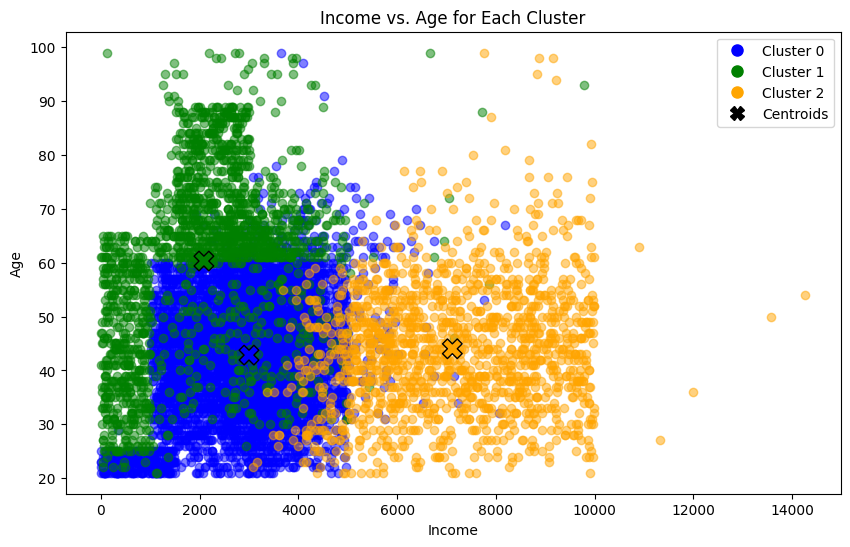 Income vs. Age for Each Cluster
Age
100
90
80
70
60
50
40
30
20
Cluster 0
Cluster 1
Cluster 2
Centroids
0
2000
4000
6000
8000
10000
12000
14000
Income